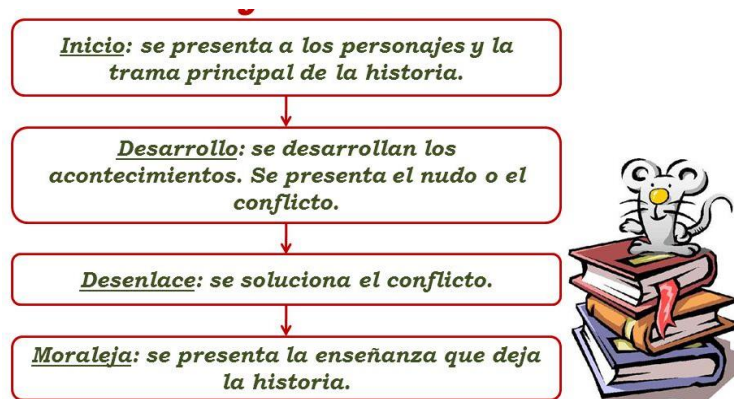 Inicio: se presenta a los personajes y la
trama principal de la historia.
Desarrollo: se desarrollan los
acontecimientos. Se presenta el nudo o el
conflicto.
Desenlace: se soluciona el conflicto.
Moraleja: se presenta la enseñanza que deja
la historia.